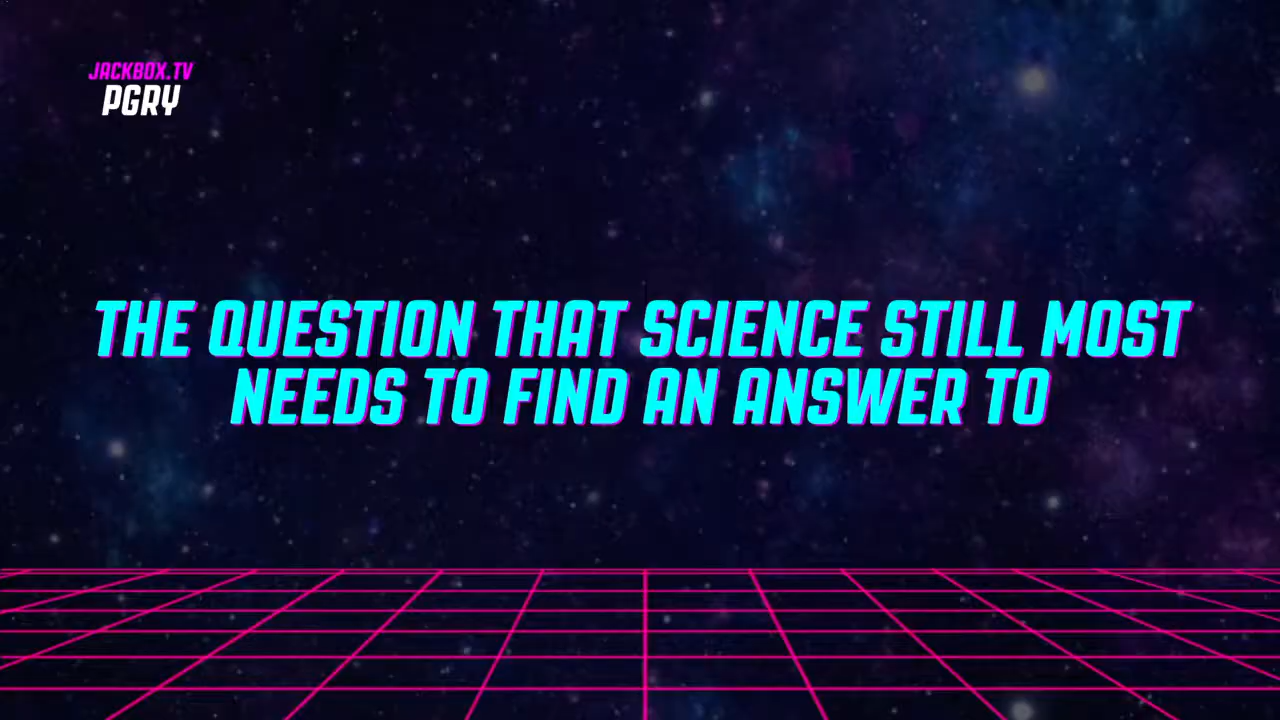 JACKBOX.TV
PGRY
THE QUESTION THAT SCIENCE STILL MOST
NEEDS TO FIND AN ANSWER TO